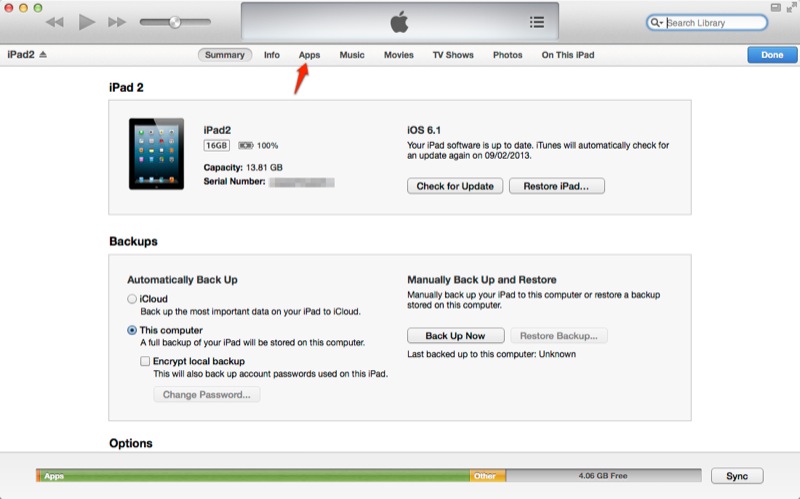 Search Library
iPad2
Summary Info Apps Music Movies TV Shows Photos On This iPad
Done
iPad 2
iPad2
16GB 100%
Capacity: 13.81 GB
Serial Number:
iOS 6.1
Your iPad software is up to date. iTunes will automatically check for
an update again on 09/02/2013.
Check for Update Restore iPad...
Backups
Automatically Back Up
iCloud
Back up the most important data on your iPad to iCloud.
This computer
A full backup of your iPad will be stored on this computer.
Encrypt local backup
This will also back up account passwords used on this iPad.
Change Password...
Manually Back Up and Restore
Manually back up your iPad to this computer or restore a backup
stored on this computer.
Back Up Now Restore Backup...
Last backed up to this computer: Unknown
Options
Apps Other 4.06 GB Free Sync